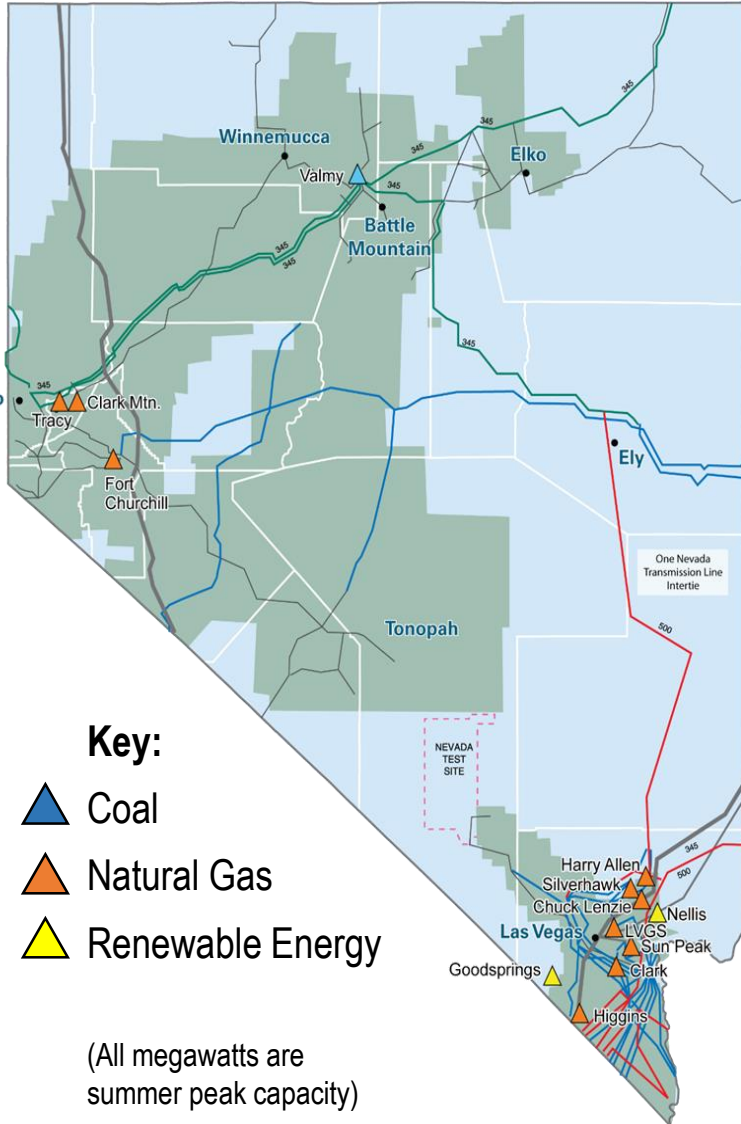 345
345
Winnemucca
345
Elko
Valmy
345
Battle
Mountain
345
345
345
345
Clark Mtn.
Tracy
Fort
Churchill
Ely
One Nevada
Transmission Line
Intertie
500
Tonopah
Key:
NEVADA
TEST
SITE
Coal
Natural Gas
Renewable Energy
Harry Allen
345
Silverhawk
500
Chuck Lenzie
Nellis
Las Vegas
LVGS
Sun Peak
Goodsprings
Clark
Higgins
(All megawatts are
summer peak capacity)